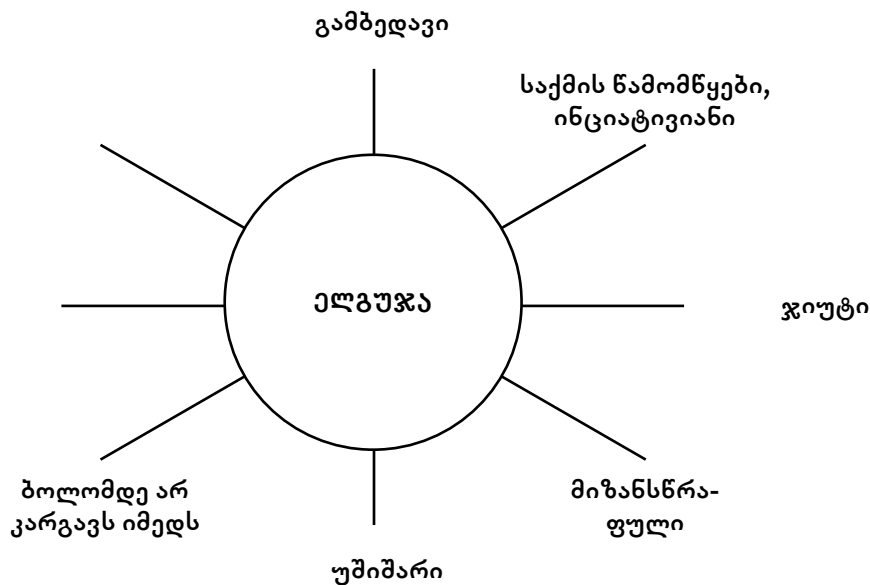 გამბედავი
საქმის წამომწყები,
ინციატივიანი
ელგუჯა
ჯიუტი
ბოლომდე არ
კარგავს იმედს
მიზანსწრა-
ფული
უშიშარი